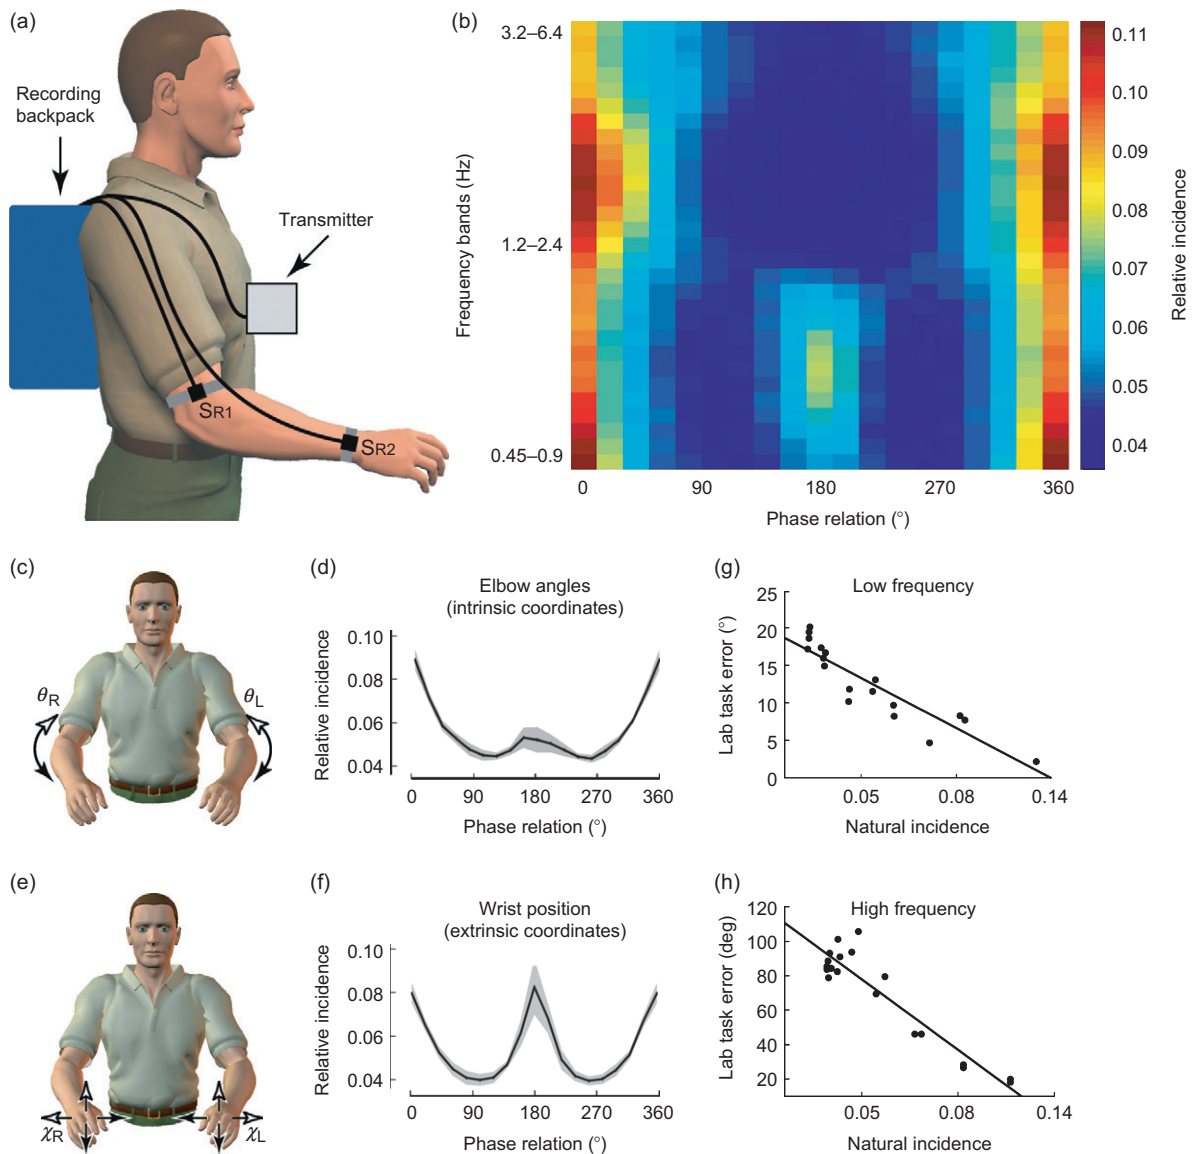 (a)
Recording
backpack
Transmitter
SR1
SR2
(b)
Frequency bands (Hz)
3.2–6.4
1.2–2.4
0.45–0.9
0 90 180 270 360
Phase relation (°)
0.11
0.10
0.09
0.08
0.07
0.06
0.05
0.04
Relative incidence
(c)
θR θL
(d)
Elbow angles
(intrinsic coordinates)
Relative incidence
0.10
0.08
0.06
0.04
0 90 180 270 360
Phase relation (°)
(g)
Low frequency
Lab task error (°)
25
20
15
10
5
0
0.05 0.08 0.14
Natural incidence
(e)
χR χL
(f)
Wrist position
(extrinsic coordinates)
Relative incidence
0.10
0.08
0.06
0.04
0 90 180 270 360
Phase relation (°)
(h)
High frequency
Lab task error (deg)
120
100
80
60
40
20
0.05 0.08 0.14
Natural incidence